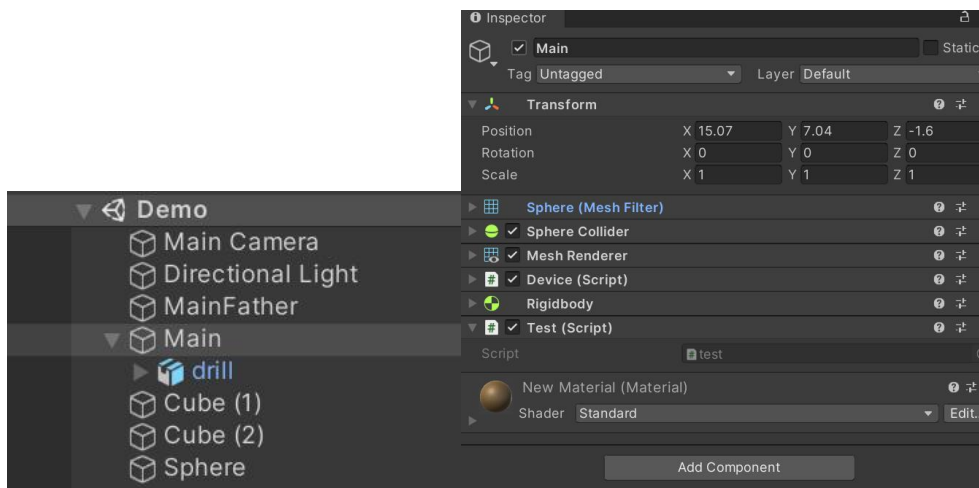 Demo
Main Camera
Directional Light
MainFather
Main
drill
Cube (1)
Cube (2)
Sphere
Inspector
Main
Static
Tag Untagged Layer Default
Transform
Position X 15.07 Y 7.04 Z -1.6
Rotation X 0 Y 0 Z 0
Scale X 1 Y 1 Z 1
Sphere (Mesh Filter)
Sphere Collider
Mesh Renderer
# Device (Script)
Rigidbody
# Test (Script)
Script # test
New Material (Material)
Shader Standard Edit..
Add Component